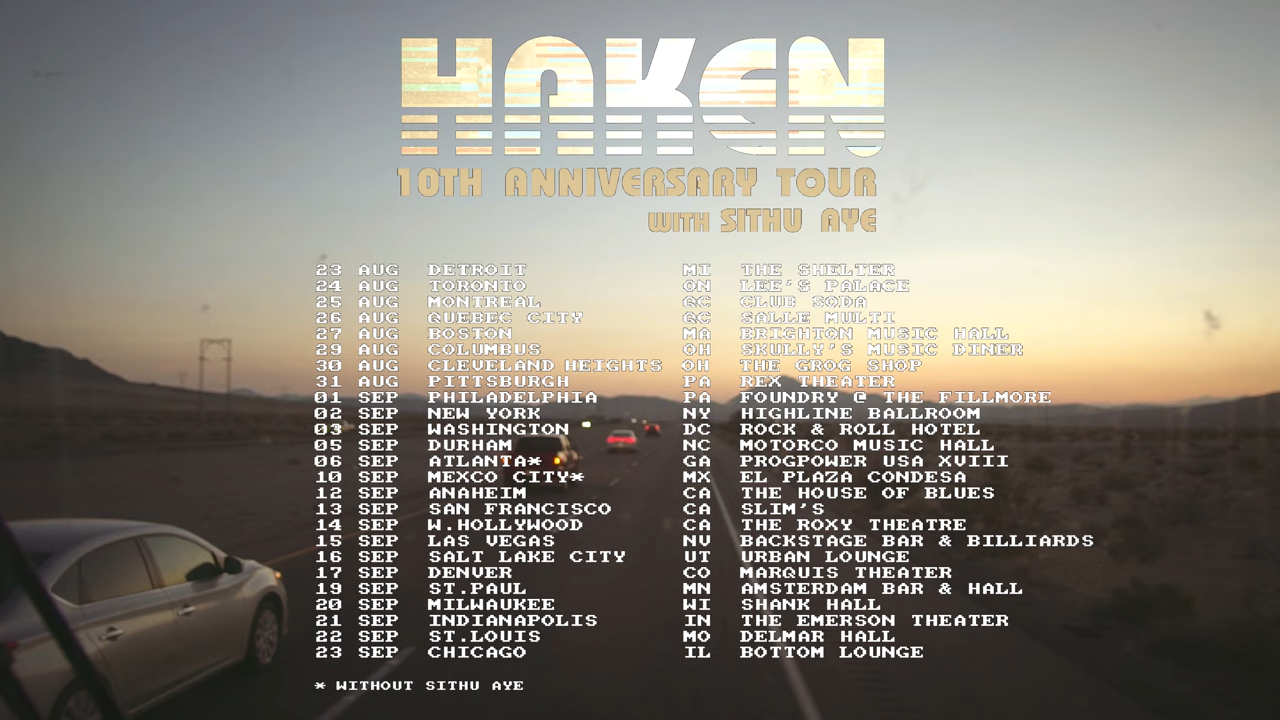 HAKEN
10TH ANNIVERSARY TOUR
WITH SITHU AYE
23 AUG DETROIT MI THE SHELTER
24 AUG TORONTO ON LEE'S PALACE
25 AUG MONTREAL QC CLUB SODA
26 AUG QUEBEC CITY QC SALLE MULTI
27 AUG BOSTON MA BRIGHTON MUSIC HALL
29 AUG COLUMBUS OH SKULLY'S MUSIC DINER
30 AUG CLEVELAND HEIGHTS OH THE GROG SHOP
31 AUG PITTSBURGH PA REX THEATER
01 SEP PHILADELPHIA PA FOUNDRY @ THE FILLMORE
02 SEP NEW YORK NY HIGHLINE BALLROOM
03 SEP WASHINGTON DC ROCK & ROLL HOTEL
05 SEP DURHAM NC MOTORCO MUSIC HALL
06 SEP ATLANTA* GA PROGPOWER USA XVIII
10 SEP MEXCO CITY* MX EL PLAZA CONDESA
12 SEP ANAHEIM CA THE HOUSE OF BLUES
13 SEP SAN FRANCISCO CA SLIM'S
14 SEP W.HOLLYWOOD CA THE ROXY THEATRE
15 SEP LAS VEGAS NV BACKSTAGE BAR & BILLIARDS
16 SEP SALT LAKE CITY UT URBAN LOUNGE
17 SEP DENVER CO MARQUIS THEATER
19 SEP ST.PAUL MN AMSTERDAM BAR & HALL
20 SEP MILWAUKEE WI SHANK HALL
21 SEP INDIANAPOLIS IN THE EMERSON THEATER
22 SEP ST.LOUIS MO DELMAR HALL
23 SEP CHICAGO IL BOTTOM LOUNGE
* WITHOUT SITHU AYE